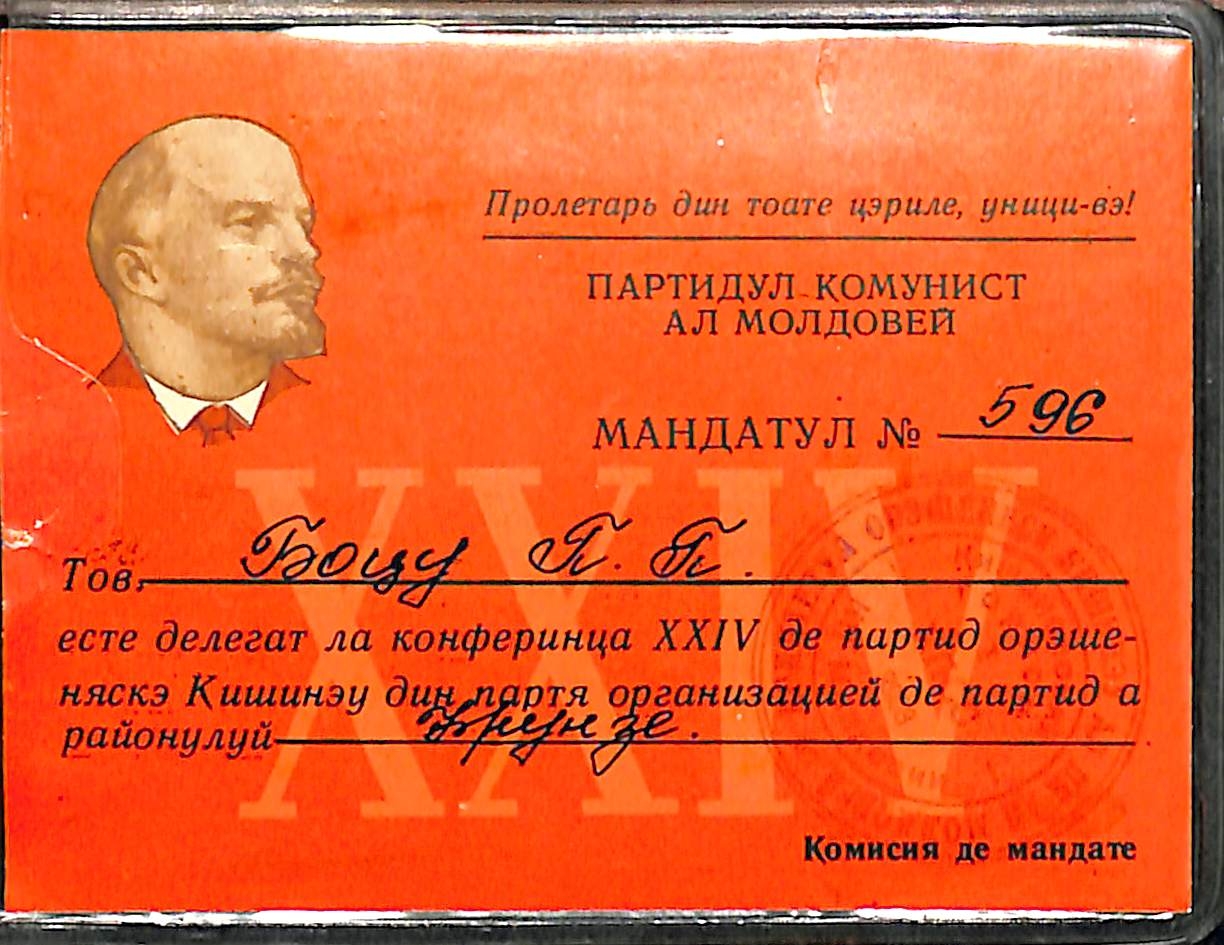 Пролетарь дин тоате цэриле, уници-вэ!
ПАРТИДУЛ КОМУНИСТ
АЛ МОЛДОВЕЙ
МАНДАТУЛ № 596
XXIV
Тов. Боцу П. П.
есте делегат ла конферинца XXIV де партид орэше-
няскэ Кишинэу дин партя организацией де партид а
районулуй Фрунзе.
Комисия де мандате